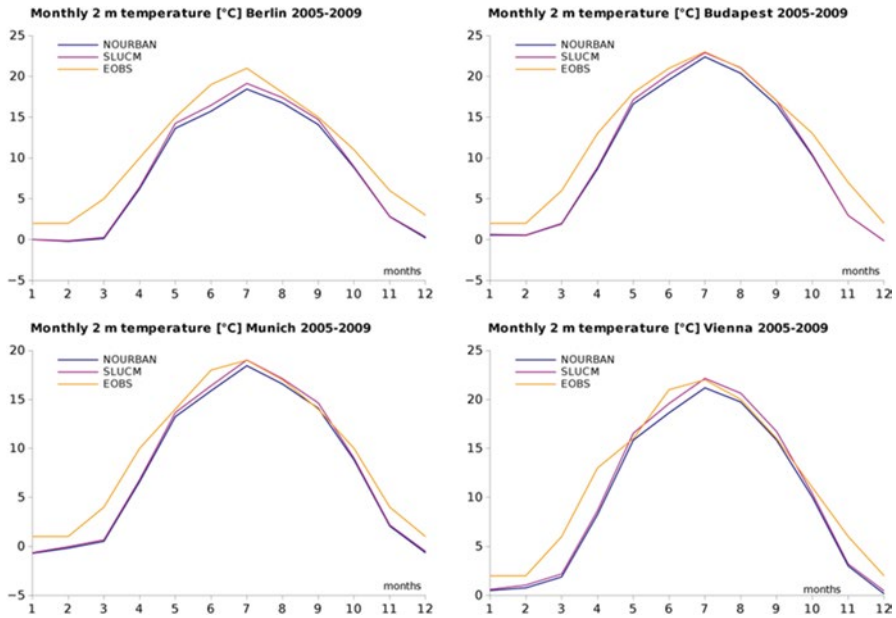 Monthly 2 m temperature [°C] Berlin 2005-2009
25
20
15
10
5
0
−5
NOURBAN
SLUCM
EOBS
months
1 2 3 4 5 6 7 8 9 10 11 12
Monthly 2 m temperature [°C] Budapest 2005-2009
25
20
15
10
5
0
−5
NOURBAN
SLUCM
EOBS
months
1 2 3 4 5 6 7 8 9 10 11 12
Monthly 2 m temperature [°C] Munich 2005-2009
20
15
10
5
0
−5
NOURBAN
SLUCM
EOBS
months
1 2 3 4 5 6 7 8 9 10 11 12
Monthly 2 m temperature [°C] Vienna 2005-2009
25
20
15
10
5
0
NOURBAN
SLUCM
EOBS
months
1 2 3 4 5 6 7 8 9 10 11 12